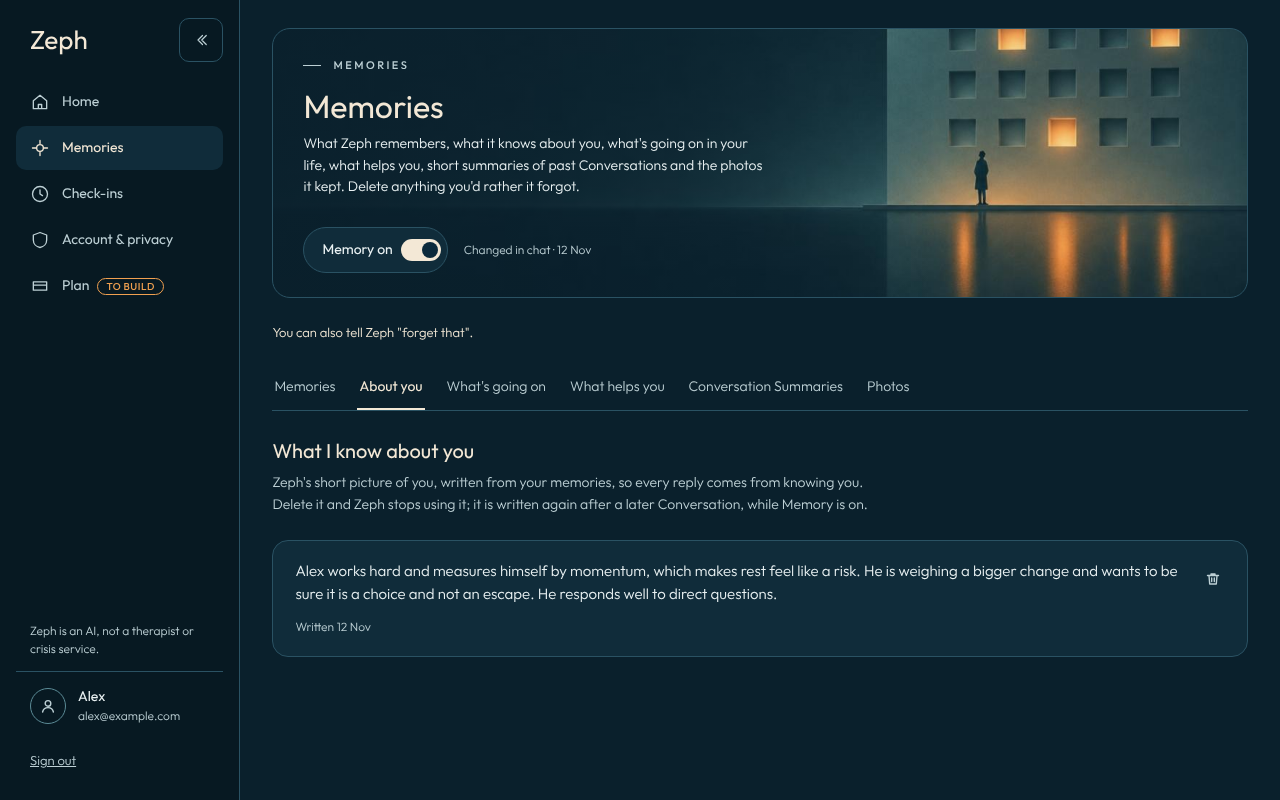 Zeph
Home
Memories
Check-ins
Account & privacy
Plan TO BUILD
Zeph is an AI, not a therapist or
crisis service.
Alex
alex@example.com
Sign out
MEMORIES
Memories
What Zeph remembers, what it knows about you, what's going on in your
life, what helps you, short summaries of past Conversations and the photos
it kept. Delete anything you'd rather it forgot.
Memory on
Changed in chat · 12 Nov
You can also tell Zeph "forget that".
Memories About you What's going on What helps you Conversation Summaries Photos
What I know about you
Zeph's short picture of you, written from your memories, so every reply comes from knowing you.
Delete it and Zeph stops using it; it is written again after a later Conversation, while Memory is on.
Alex works hard and measures himself by momentum, which makes rest feel like a risk. He is weighing a bigger change and wants to be
sure it is a choice and not an escape. He responds well to direct questions.
Written 12 Nov